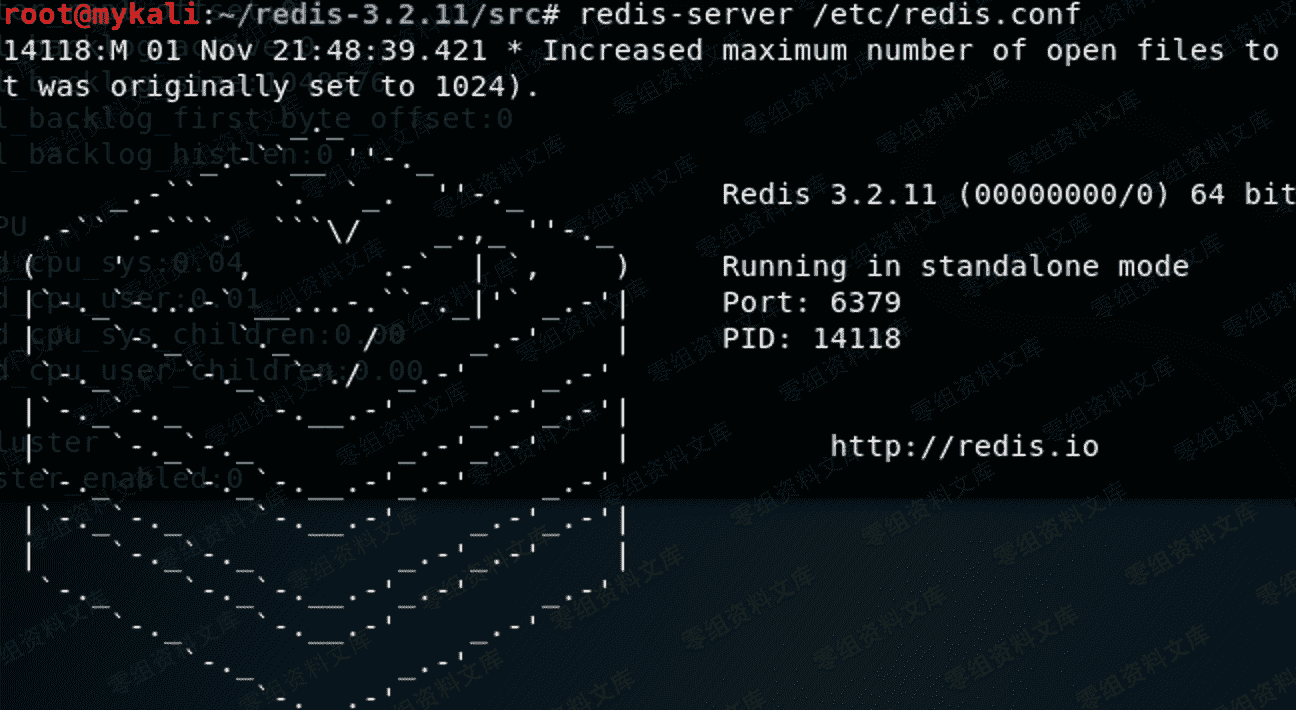 root@mykali:~/redis-3.2.11/src# redis-server /etc/redis.conf
14118:M 01 Nov 21:48:39.421 * Increased maximum number of open files to
t was originally set to 1024).
l_backlog_first_byte_offset:0
l_backlog_histlen:0
Redis 3.2.11 (00000000/0) 64 bit
PU
d_cpu_sys:0.04
Running in standalone mode
d_cpu_user:0.01
Port: 6379
d_cpu_sys_children:0.00
PID: 14118
d_cpu_user_children:0.00
luster
http://redis.io
ster_enabled:0
零组资料文库